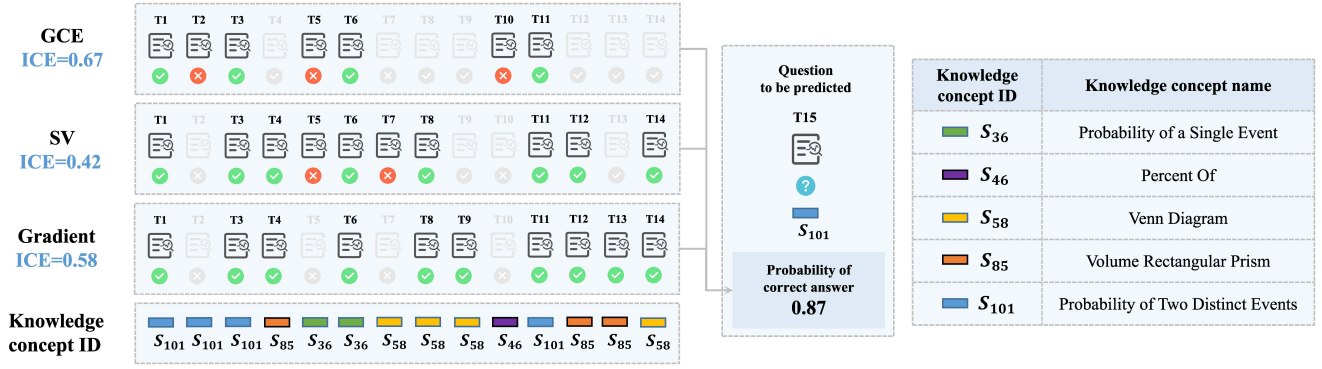 GCE
ICE=0.67
T1 T2 T3 T4 T5 T6 T7 T8 T9 T10 T11 T12 T13 T14
SV
ICE=0.42
T1 T2 T3 T4 T5 T6 T7 T8 T9 T10 T11 T12 T13 T14
Gradient
ICE=0.58
T1 T2 T3 T4 T5 T6 T7 T8 T9 T10 T11 T12 T13 T14
Knowledge
concept ID
S101 S101 S101 S85 S36 S36 S58 S58 S58 S46 S101 S85 S85 S58
Question
to be predicted
T15
?
S101
Probability of
correct answer
0.87
Knowledge
concept ID
Knowledge concept name
S36 Probability of a Single Event
S46 Percent Of
S58 Venn Diagram
S85 Volume Rectangular Prism
S101 Probability of Two Distinct Events